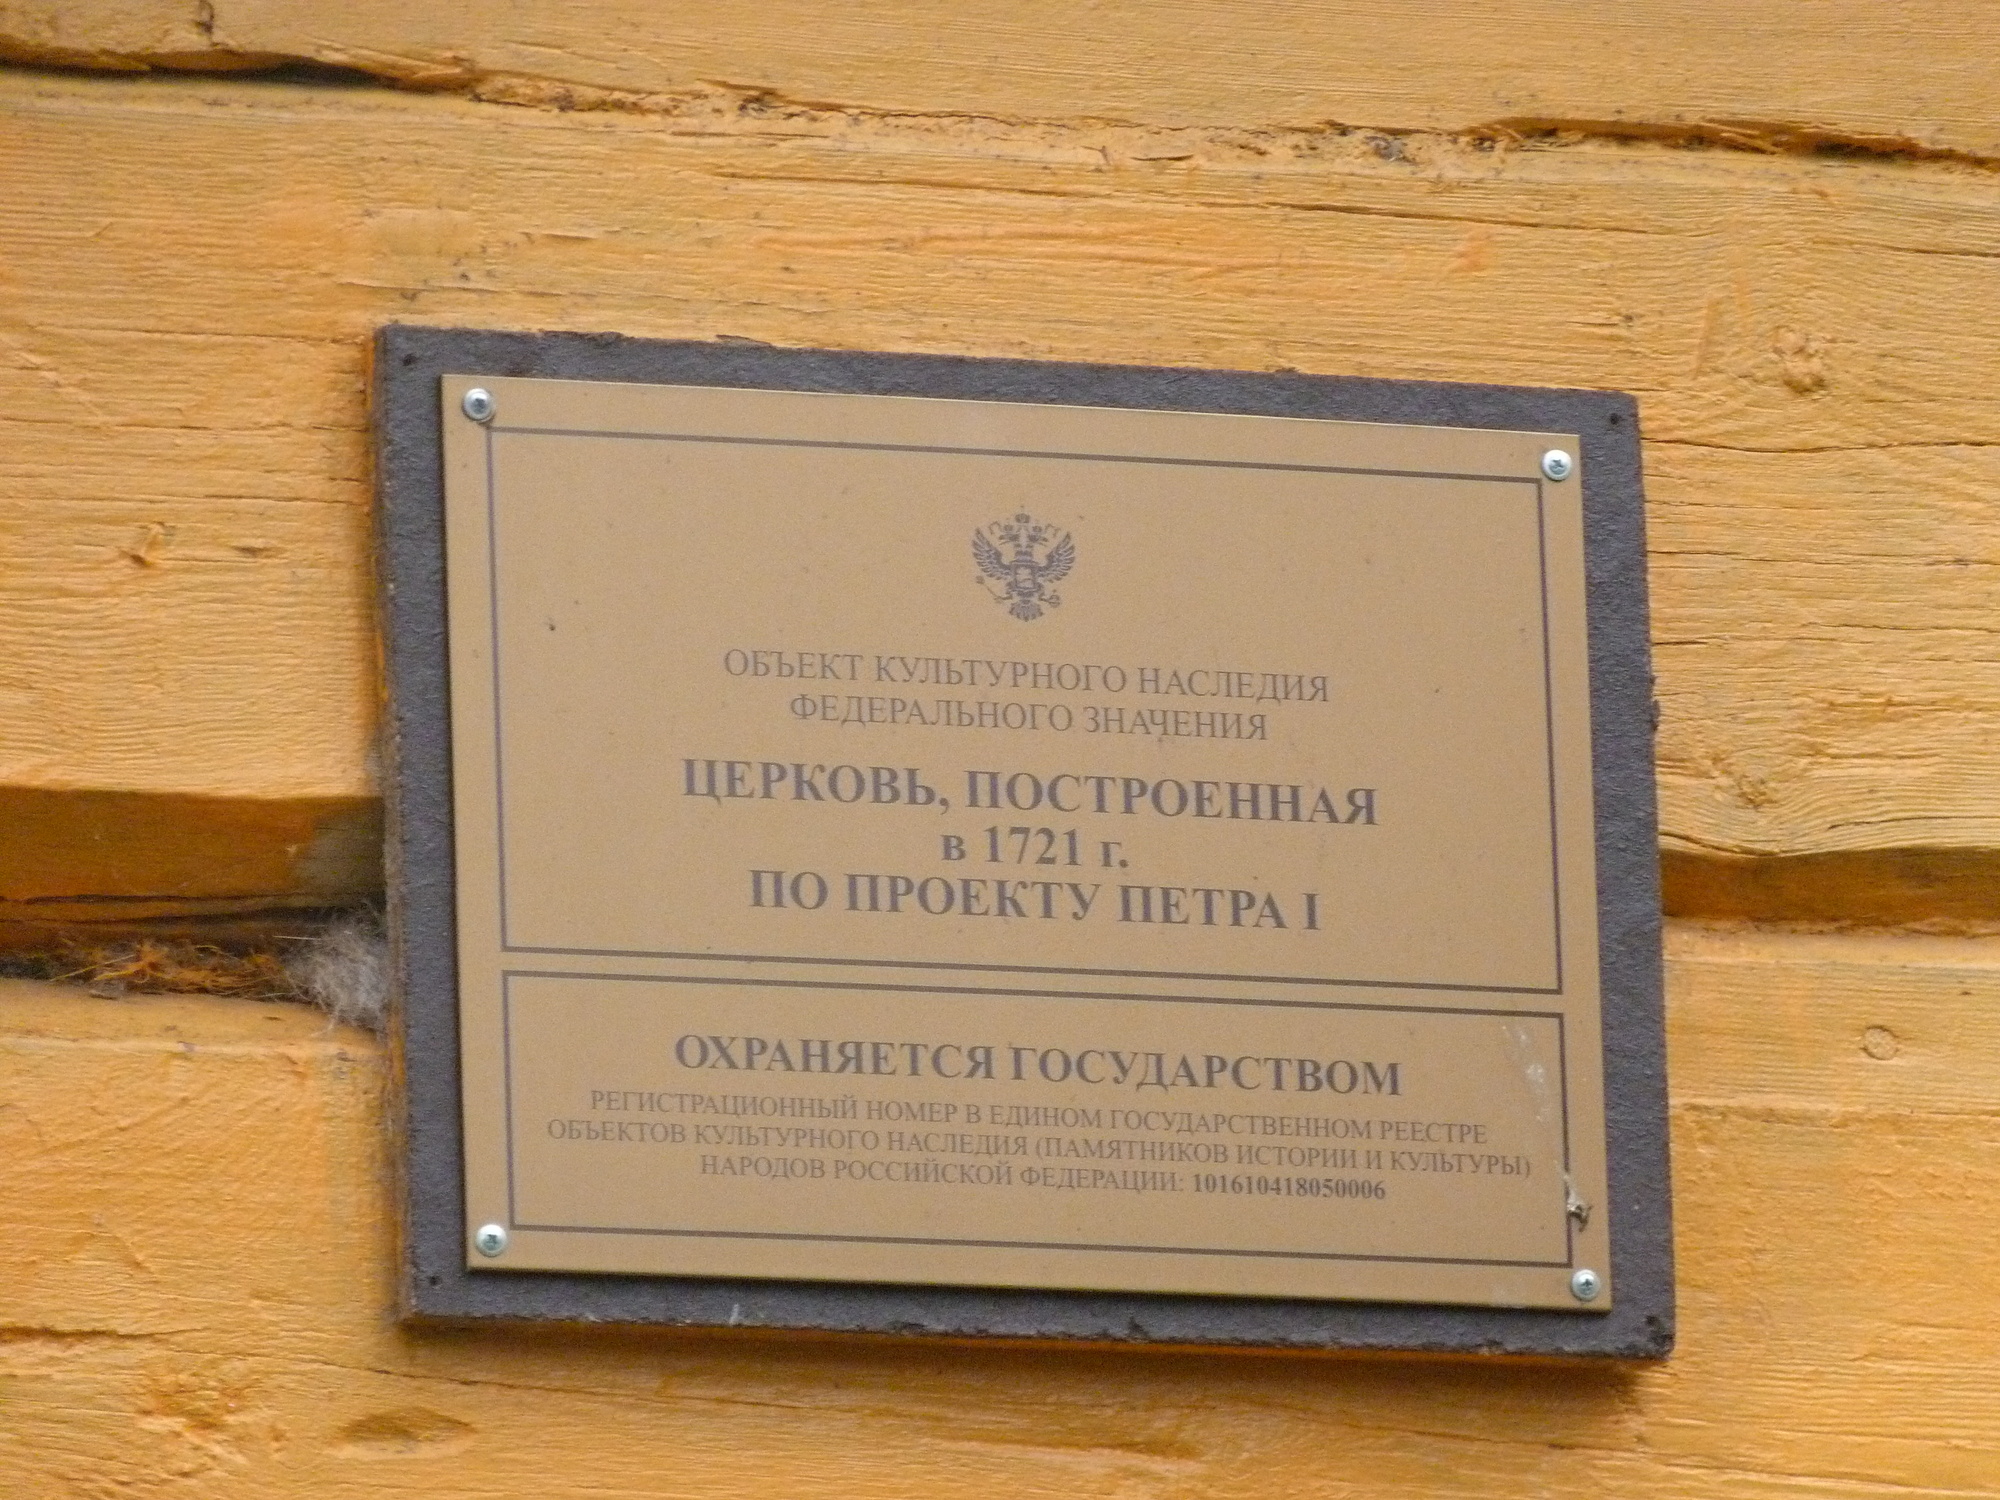 ОБЪЕКТ КУЛЬТУРНОГО НАСЛЕДИЯ
ФЕДЕРАЛЬНОГО ЗНАЧЕНИЯ
ЦЕРКОВЬ, ПОСТРОЕННАЯ
в 1721 г.
ПО ПРОЕКТУ ПЕТРА I
ОХРАНЯЕТСЯ ГОСУДАРСТВОМ
РЕГИСТРАЦИОННЫЙ НОМЕР В ЕДИНОМ ГОСУДАРСТВЕННОМ РЕЕСТРЕ
ОБЪЕКТОВ КУЛЬТУРНОГО НАСЛЕДИЯ (ПАМЯТНИКОВ ИСТОРИИ И КУЛЬТУРЫ)
НАРОДОВ РОССИЙСКОЙ ФЕДЕРАЦИИ: 101610418050006